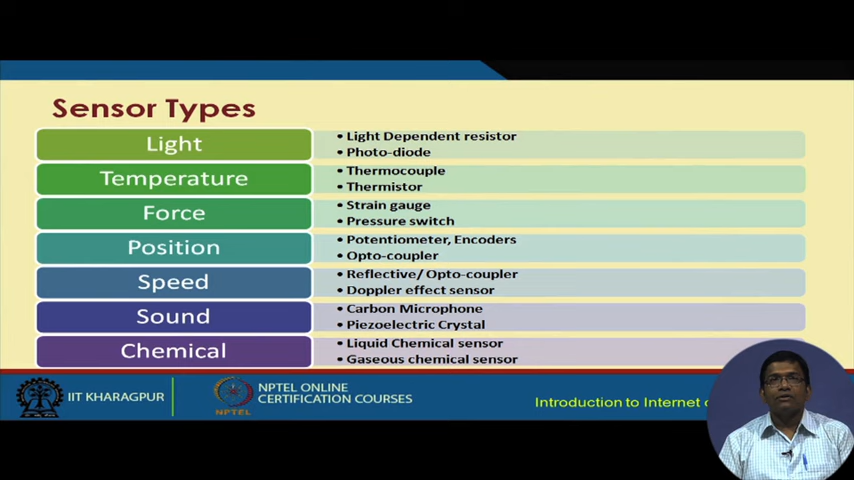 Sensor Types
Light
• Light Dependent resistor
• Photo-diode
Temperature
• Thermocouple
• Thermistor
Force
• Strain gauge
• Pressure switch
Position
• Potentiometer, Encoders
• Opto-coupler
Speed
• Reflective/ Opto-coupler
• Doppler effect sensor
Sound
• Carbon Microphone
• Piezoelectric Crystal
Chemical
• Liquid Chemical sensor
• Gaseous chemical sensor
IIT KHARAGPUR
NPTEL
NPTEL ONLINE
CERTIFICATION COURSES
Introduction to Internet